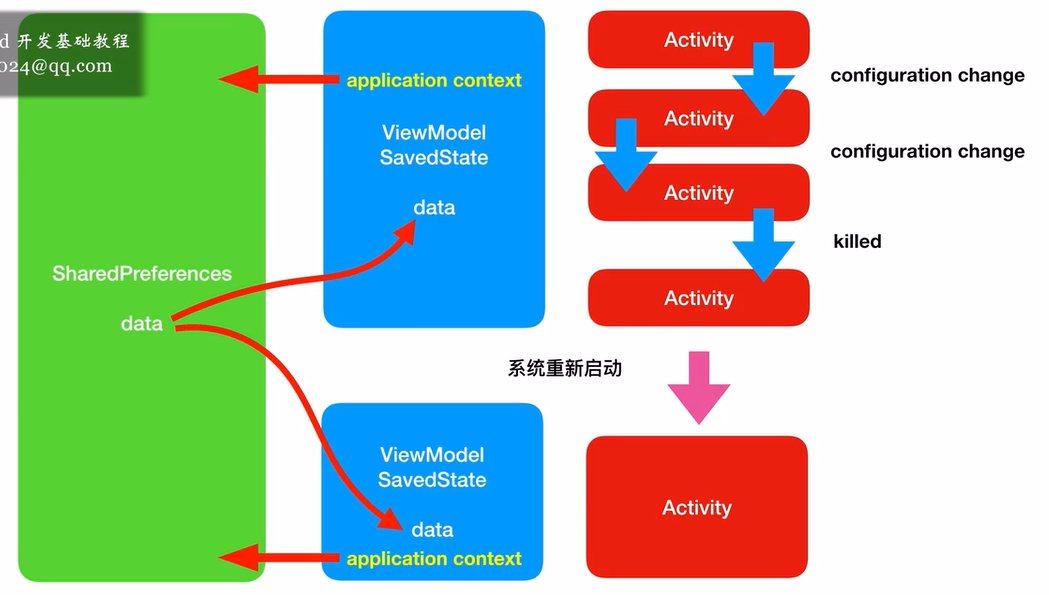 d 开发基础教程
024@qq.com
application context
ViewModel
SavedState
data
SharedPreferences
data
Activity
configuration change
Activity
configuration change
Activity
killed
Activity
系统重新启动
ViewModel
SavedState
data
application context
Activity